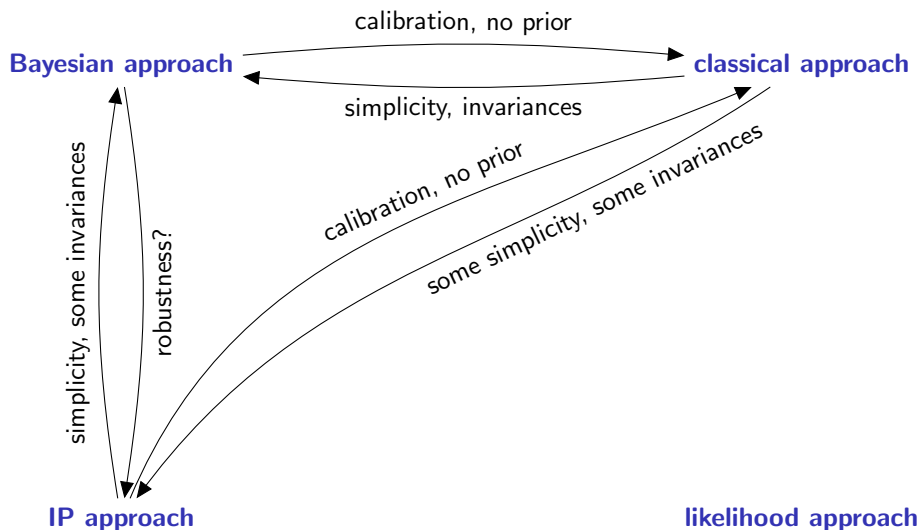 calibration, no prior
Bayesian approach
classical approach
simplicity, invariances
calibration, no prior
some simplicity, some invariances
simplicity, some invariances
robustness?
IP approach
likelihood approach